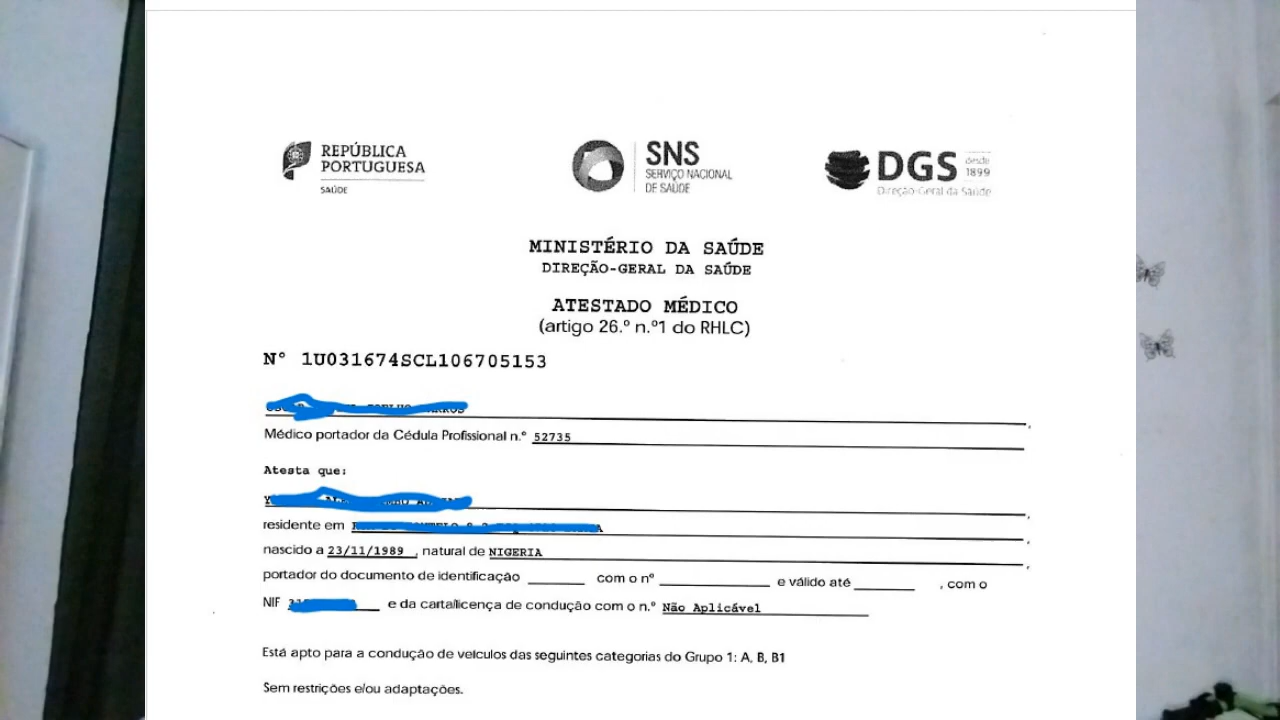 REPÚBLICA
PORTUGUESA
SAÚDE
SNS
SERVIÇO NACIONAL
DE SAÚDE
DGS desde
1899
Direção-Geral da Saúde
MINISTÉRIO DA SAÚDE
DIREÇÃO-GERAL DA SAÚDE
ATESTADO MÉDICO
(artigo 26.º n.º1 do RHLC)
Nº 1U031674SCL106705153
Médico portador da Cédula Profissional n.º 52735
Atesta que:
residente em
nascido a 23/11/1989, natural de NIGERIA
portador do documento de identificação com o nº e válido até , com o
NIF e da carta/licença de condução com o n.º Não Aplicável
Está apto para a condução de veículos das seguintes categorias do Grupo 1: A, B, B1
Sem restrições e/ou adaptações.